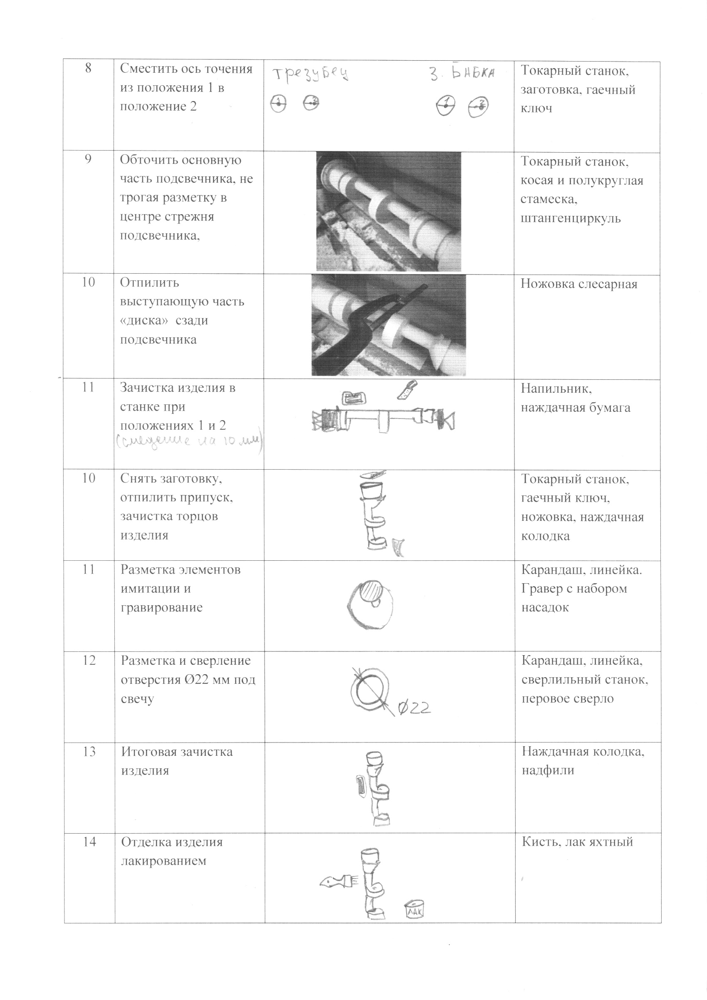 8
Сместить ось точения
из положения 1 в
положение 2
трезубец
3. БАБКА
1
2
1
2
Токарный станок,
заготовка, гаечный
ключ
9
Обточить основную
часть подсвечника, не
трогая разметку в
центре стрежня
подсвечника,
Токарный станок,
косая и полукруглая
стамеска,
штангенциркуль
10
Отпилить
выступающую часть
«диска» сзади
подсвечника
Ножовка слесарная
11
Зачистка изделия в
станке при
положениях 1 и 2
на 10 мм)
Напильник,
наждачная бумага
10
Снять заготовку,
отпилить припуск,
зачистка торцов
изделия
Токарный станок,
гаечный ключ,
ножовка, наждачная
колодка
11
Разметка элементов
имитации и
гравирование
Карандаш, линейка.
Гравер с набором
насадок
12
Разметка и сверление
отверстия Ø22 мм под
свечу
Ø22
Карандаш, линейка,
сверлильный станок,
перовое сверло
13
Итоговая зачистка
изделия
Наждачная колодка,
надфили
14
Отделка изделия
лакированием
ЛАК
Кисть, лак яхтный